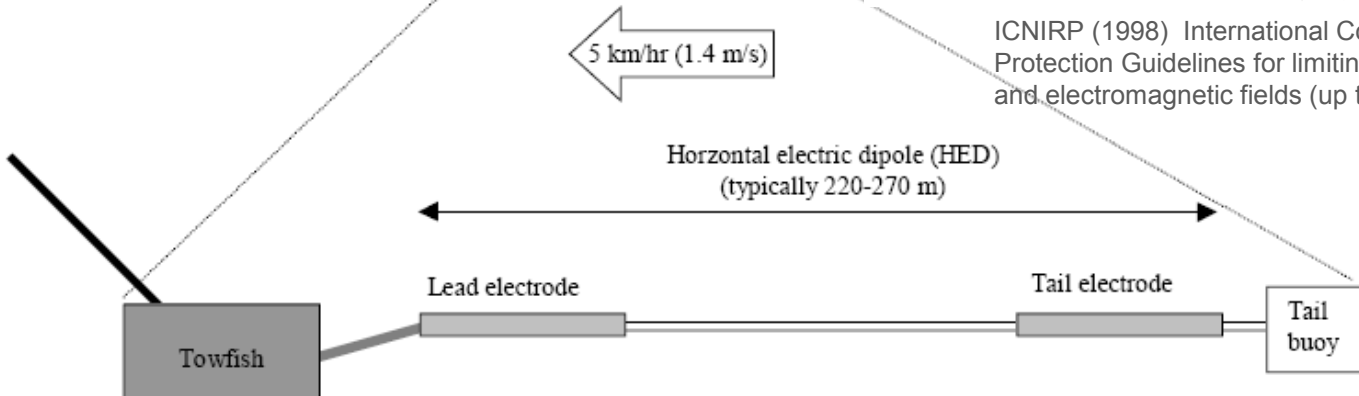 ICNIRP (1998) International Co
Protection Guidelines for limitin
and electromagnetic fields (up t
5 km/hr (1.4 m/s)
Horzontal electric dipole (HED)
(typically 220-270 m)
Lead electrode
Tail electrode
Towfish
Tail
buoy